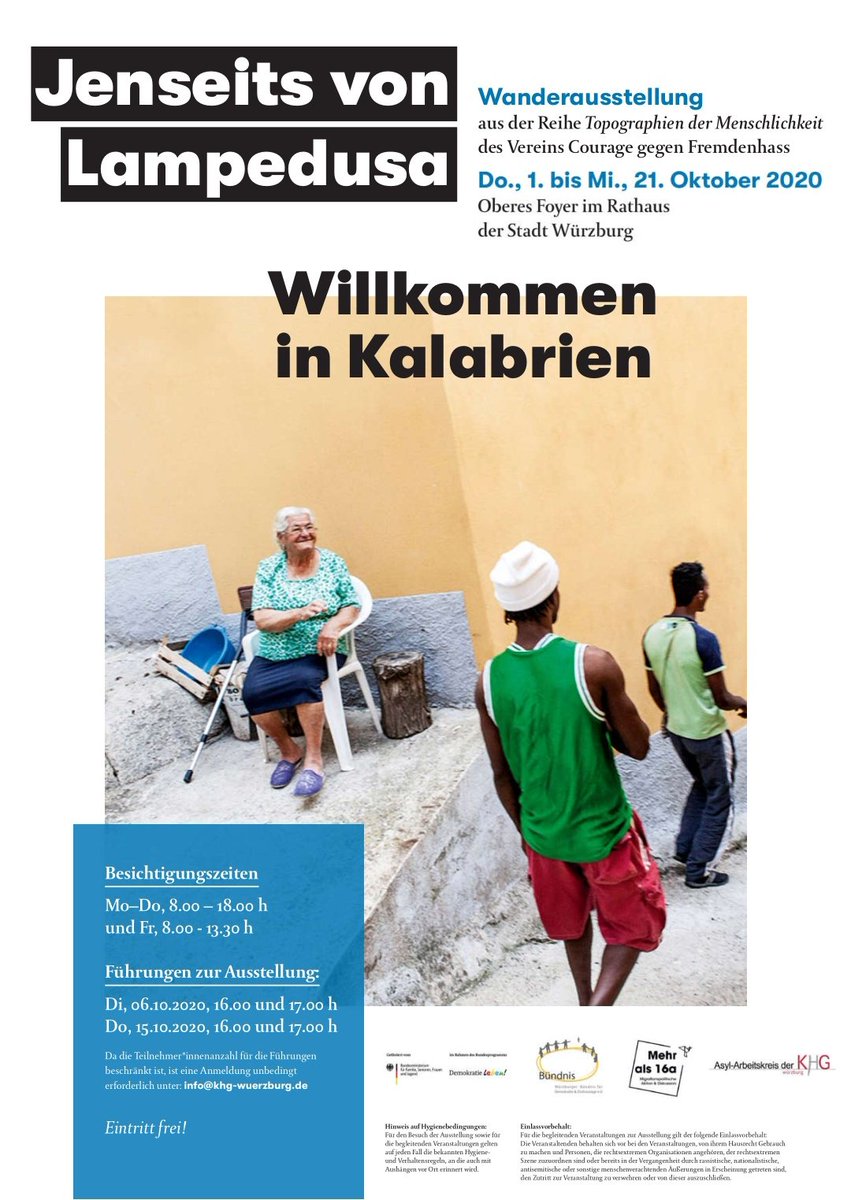 Jenseits von
Lampedusa
Wanderausstellung
aus der Reihe Topographien der Menschlichkeit
des Vereins Courage gegen Fremdenhass
Do., 1. bis Mi., 21. Oktober 2020
Oberes Foyer im Rathaus
der Stadt Würzburg
Willkommen
in Kalabrien
Besichtigungszeiten
Mo–Do, 8.00 – 18.00 h
und Fr, 8.00 - 13.30 h
Führungen zur Ausstellung:
Di, 06.10.2020, 16.00 und 17.00 h
Do, 15.10.2020, 16.00 und 17.00 h
Da die Teilnehmer*innenanzahl für die Führungen
beschränkt ist, ist eine Anmeldung unbedingt
erforderlich unter: info@khg-wuerzburg.de
Eintritt frei!
Gefördert vom
Bundesministerium
für Familie, Senioren, Frauen
und Jugend
im Rahmen des Bundesprogramms
Demokratie leben!
Bündnis
Würzburger Bündnis für
Demokratie & Zivilcourage
Mehr
als 16a
Migrationspolitische
Aktion & Diskussion
Asyl-Arbeitskreis der KHG
würzburg
Hinweis auf Hygienebedingungen:
Für den Besuch der Ausstellung sowie für
die begleitenden Veranstaltungen gelten
auf jeden Fall die bekannten Hygiene-
und Verhaltensregeln, an die auch mit
Aushängen vor Ort erinnert wird.
Einlassvorbehalt:
Für die begleitenden Veranstaltungen zur Ausstellung gilt der folgende Einlassvorbehalt:
Die Veranstaltenden behalten sich vor bei den Veranstaltungen, von ihrem Hausrecht Gebrauch
zu machen und Personen, die rechtsextremen Organisationen angehören, der rechtsextremen
Szene zuzuordnen sind oder bereits in der Vergangenheit durch rassistische, nationalistische,
antisemitische oder sonstige menschenverachtenden Äußerungen in Erscheinung getreten sind,
den Zutritt zur Veranstaltung zu verwehren oder von dieser auszuschließen.